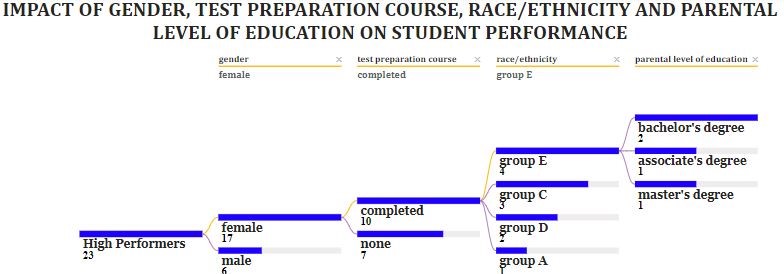 IMPACT OF GENDER, TEST PREPARATION COURSE, RACE/ETHNICITY AND PARENTAL
LEVEL OF EDUCATION ON STUDENT PERFORMANCE
gender ×
female
test preparation course ×
completed
race/ethnicity ×
group E
parental level of education ×
High Performers
23
female
17
male
6
completed
10
none
7
group E
4
group C
3
group D
2
group A
1
bachelor's degree
2
associate's degree
1
master's degree
1